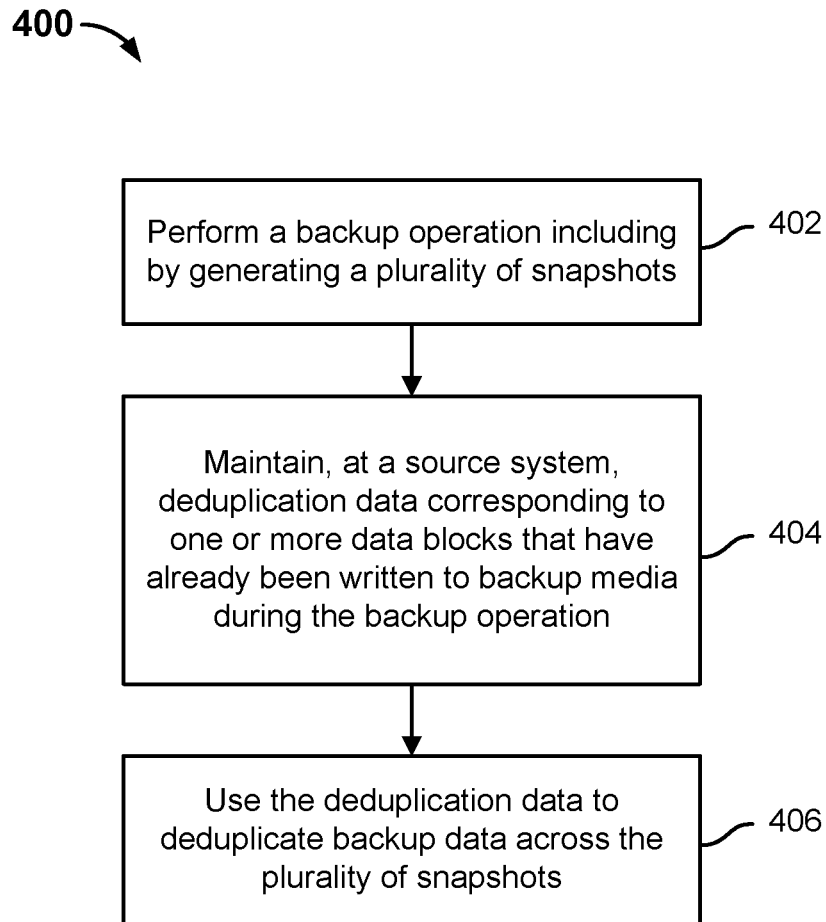 400
Perform a backup operation including
by generating a plurality of snapshots
402
Maintain, at a source system,
deduplication data corresponding to
one or more data blocks that have
already been written to backup media
during the backup operation
404
Use the deduplication data to
deduplicate backup data across the
plurality of snapshots
406